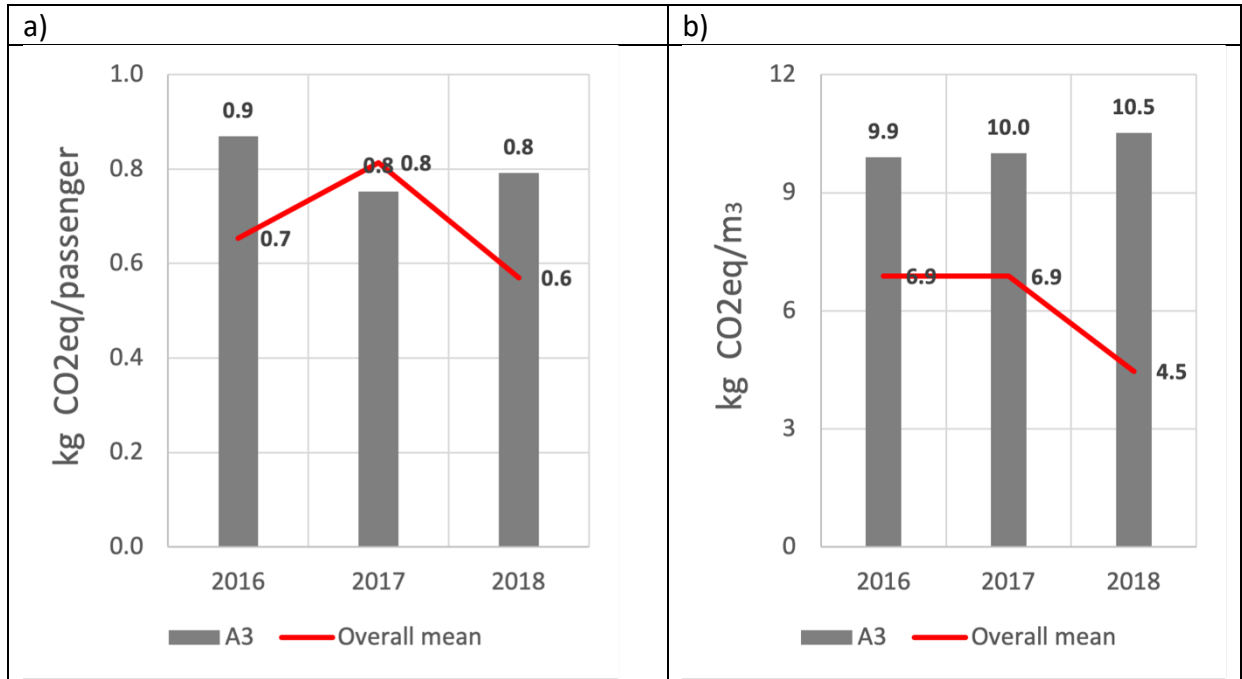 a)
b)
kg CO2eq/passenger
1.0
0.8
0.6
0.4
0.2
0.0
0.9
0.8
0.8
0.8
0.7
0.6
2016 2017 2018
A3 Overall mean
kg CO2eq/m₃
12
9
6
3
0
9.9
10.0
10.5
6.9
6.9
4.5
2016 2017 2018
A3 Overall mean